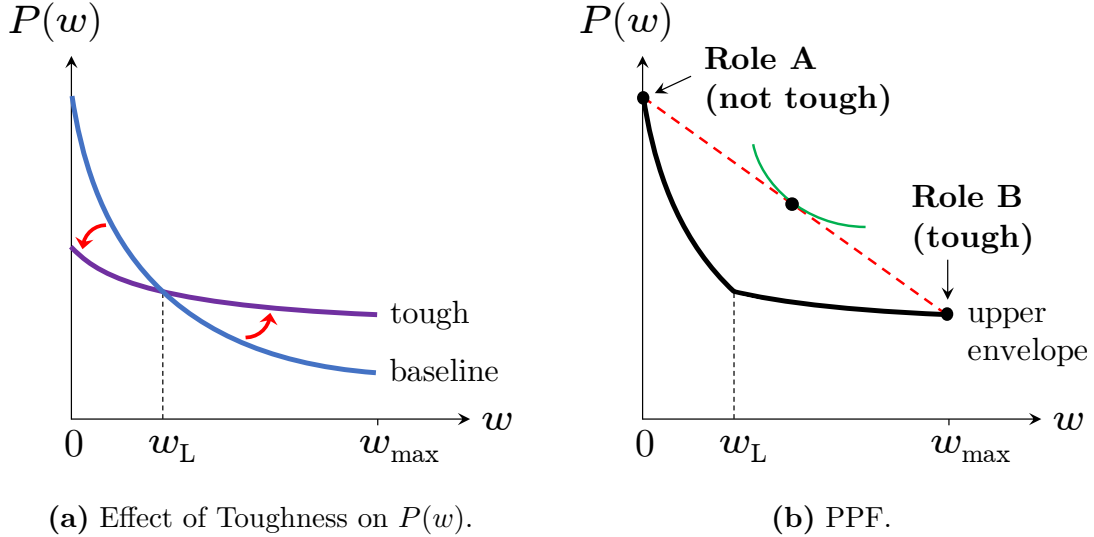 P(w)
tough
baseline
w
0
w_L
w_max
(a) Effect of Toughness on P(w).
P(w)
Role A
(not tough)
Role B
(tough)
upper
envelope
w
0
w_L
w_max
(b) PPF.